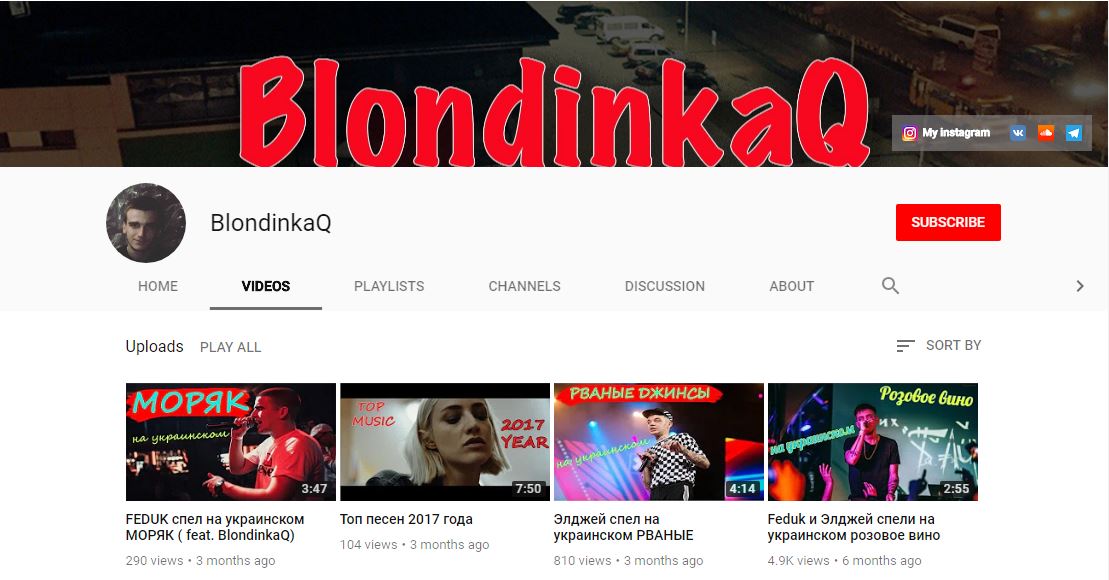 BlondinkaQ
My instagram
BlondinkaQ
SUBSCRIBE
HOME VIDEOS PLAYLISTS CHANNELS DISCUSSION ABOUT
Uploads PLAY ALL SORT BY
МОРЯК
на украинском
3:47
TOP
MUSIC
2017
YEAR
7:50
РВАНЫЕ ДЖИНСЫ
на украинском
4:14
Розовое вино
на украинском
2:55
FEDUK спел на украинском
МОРЯК ( feat. BlondinkaQ)
290 views • 3 months ago
Топ песен 2017 года
104 views • 3 months ago
Элджей спел на
украинском РВАНЫЕ
810 views • 3 months ago
Feduk и Элджей спели на
украинском розовое вино
4.9K views • 6 months ago